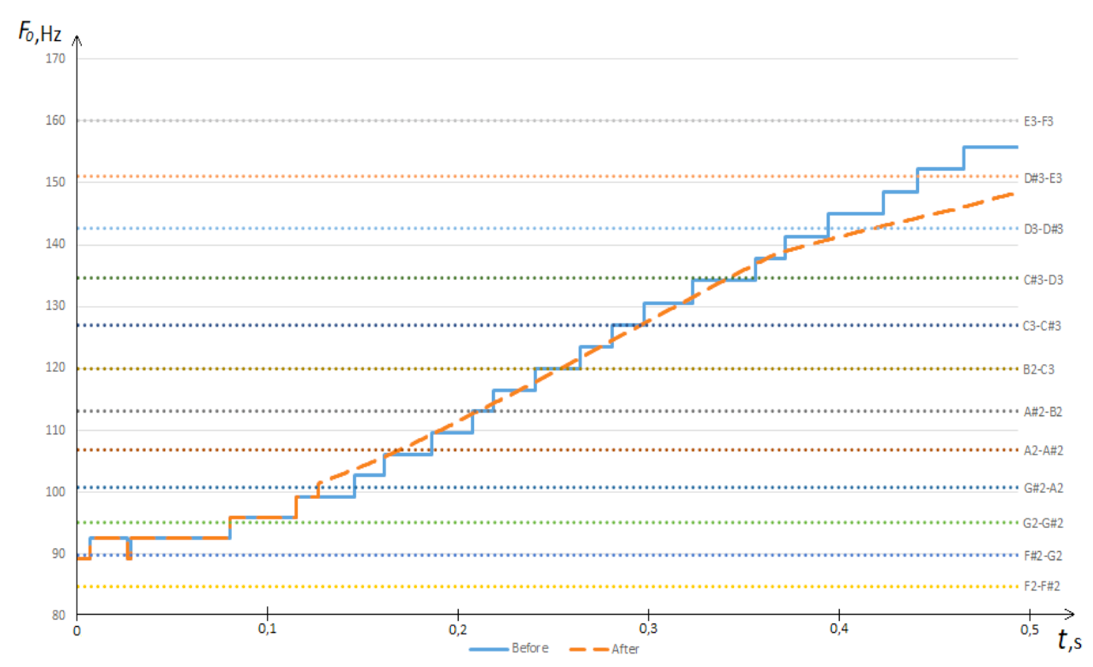 F₀,Hz
170
160
E3-F3
150
D#3-E3
D3-D#3
140
C#3-D3
130
C3-C#3
120
B2-C3
A#2-B2
110
A2-A#2
100
G#2-A2
G2-G#2
90
F#2-G2
F2-F#2
80
0
0,1
0,2
0,3
0,4
0,5
t,s
Before
After